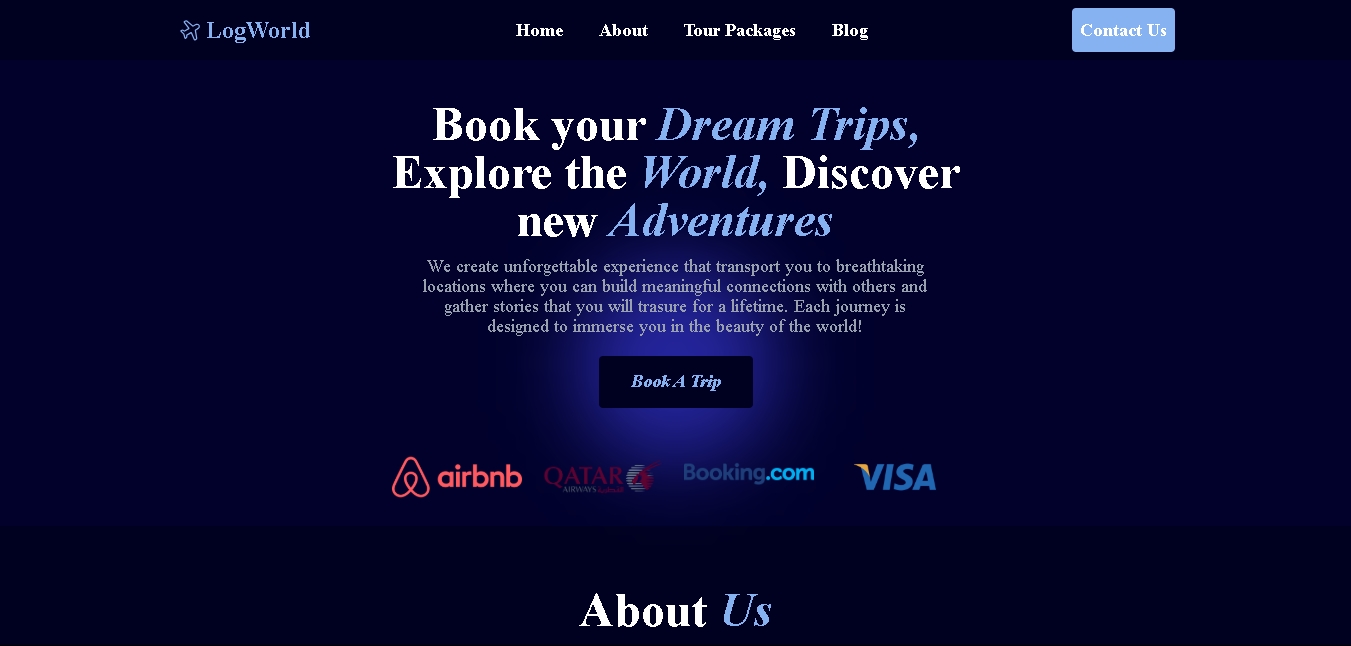 LogWorld
Home About Tour Packages Blog
Contact Us
Book your Dream Trips,
Explore the World, Discover
new Adventures
We create unforgettable experience that transport you to breathtaking
locations where you can build meaningful connections with others and
gather stories that you will trasure for a lifetime. Each journey is
designed to immerse you in the beauty of the world!
Book A Trip
airbnb
QATAR
AIRWAYS القطرية
Booking.com
VISA
About Us